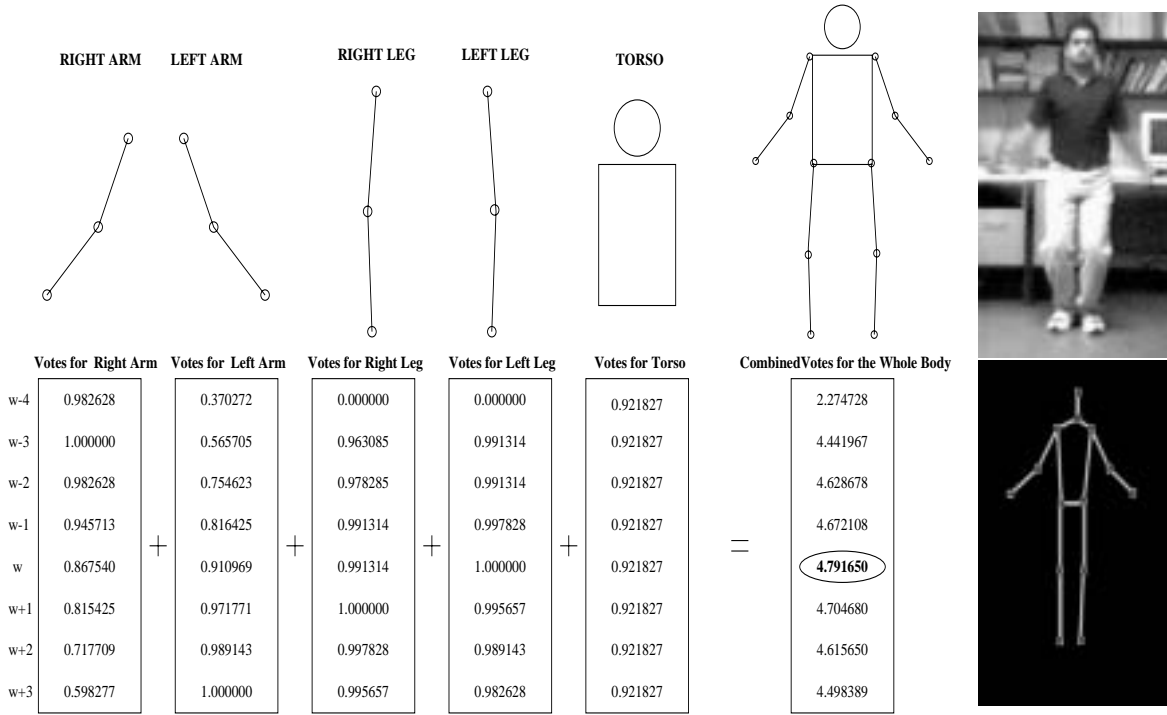 RIGHT ARM LEFT ARM RIGHT LEG LEFT LEG TORSO
Votes for Right Arm Votes for Left Arm Votes for Right Leg Votes for Left Leg Votes for Torso CombinedVotes for the Whole Body
w-4 0.982628 0.370272 0.000000 0.000000 0.921827 2.274728
w-3 1.000000 0.565705 0.963085 0.991314 0.921827 4.441967
w-2 0.982628 0.754623 0.978285 0.991314 0.921827 4.628678
w-1 0.945713 0.816425 0.991314 0.997828 0.921827 4.672108
+ + + + =
w 0.867540 0.910969 0.991314 1.000000 0.921827 4.791650
w+1 0.815425 0.971771 1.000000 0.995657 0.921827 4.704680
w+2 0.717709 0.989143 0.997828 0.989143 0.921827 4.615650
w+3 0.598277 1.000000 0.995657 0.982628 0.921827 4.498389